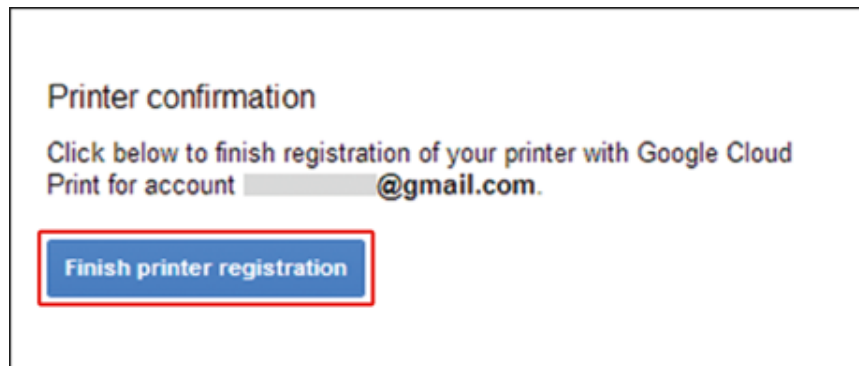 Printer confirmation
Click below to finish registration of your printer with Google Cloud
Print for account @gmail.com.
Finish printer registration